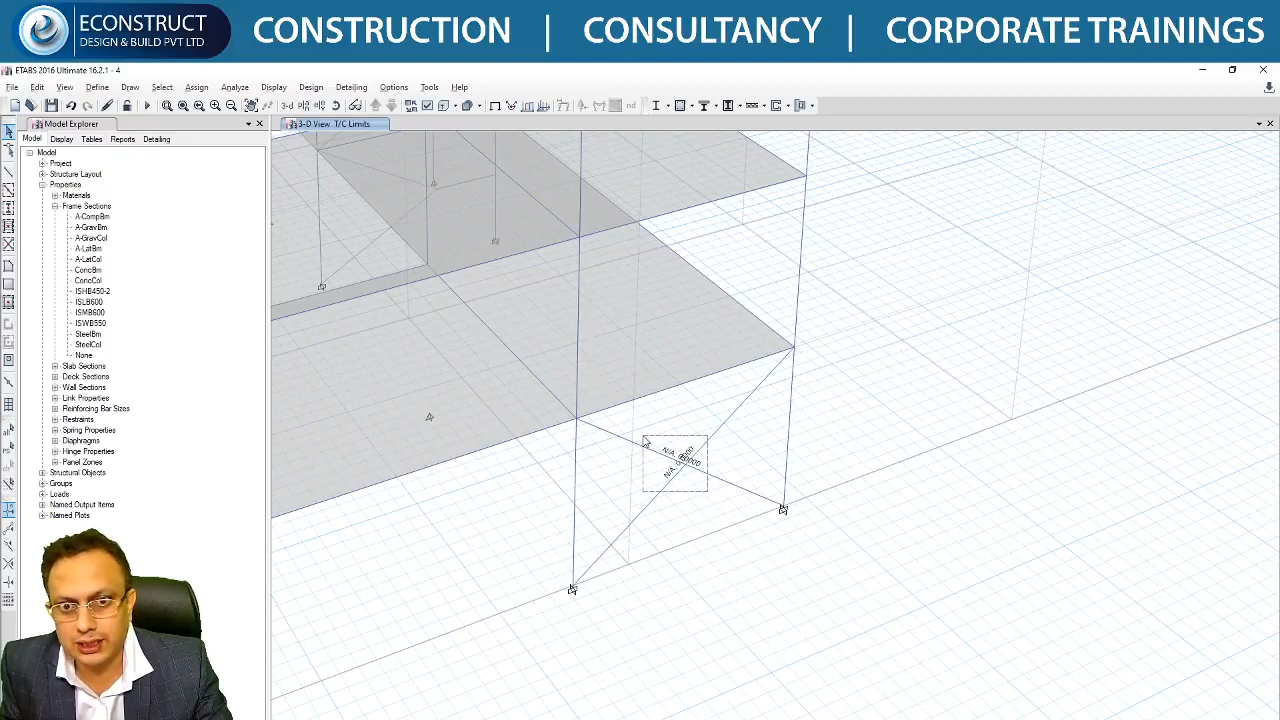 ECONSTRUCT
DESIGN & BUILD PVT LTD
CONSTRUCTION | CONSULTANCY | CORPORATE TRAININGS
ETABS 2016 Ultimate 16.2.1 - 4
File Edit View Define Draw Select Assign Analyze Display Design Detailing Options Tools Help
3-d
nd
Model Explorer
3-D View T/C Limits
Model Display Tables Reports Detailing
Model
Project
Structure Layout
Properties
Materials
Frame Sections
A-CompBm
A-GravBm
A-GravCol
A-LatBm
A-LatCol
ConcBm
ConcCol
ISHB450-2
ISLB600
ISMB600
ISWB550
SteelBm
SteelCol
None
Slab Sections
Deck Sections
Wall Sections
Link Properties
Reinforcing Bar Sizes
Restraints
Spring Properties
Diaphragms
Hinge Properties
Panel Zones
Structural Objects
Groups
Loads
Named Output Items
Named Plots